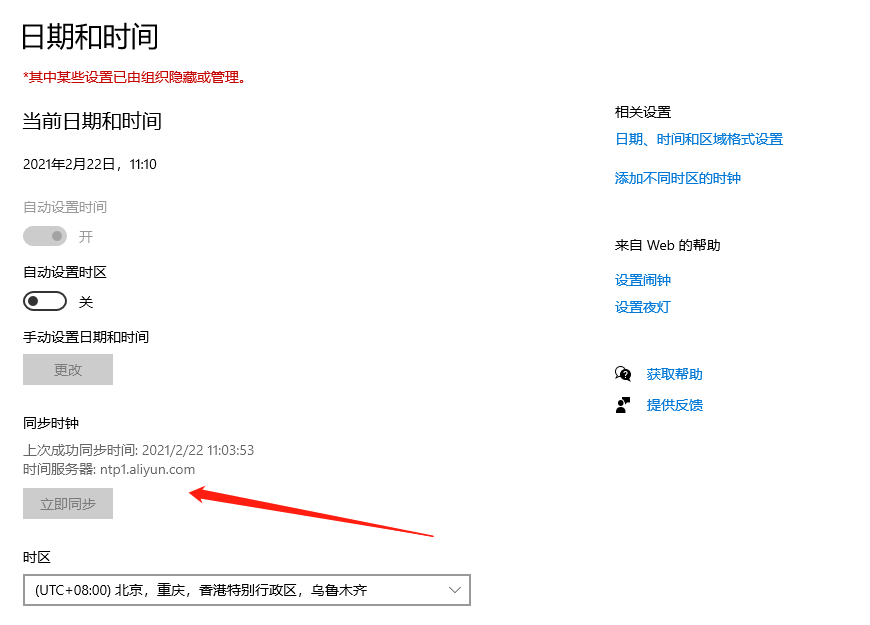 日期和时间
*其中某些设置已由组织隐藏或管理。
当前日期和时间
2021年2月22日，11:10
自动设置时间
开
自动设置时区
关
手动设置日期和时间
更改
同步时钟
上次成功同步时间: 2021/2/22 11:03:53
时间服务器: ntp1.aliyun.com
立即同步
时区
(UTC+08:00) 北京，重庆，香港特别行政区，乌鲁木齐
相关设置
日期、时间和区域格式设置
添加不同时区的时钟
来自 Web 的帮助
设置闹钟
设置夜灯
获取帮助
提供反馈